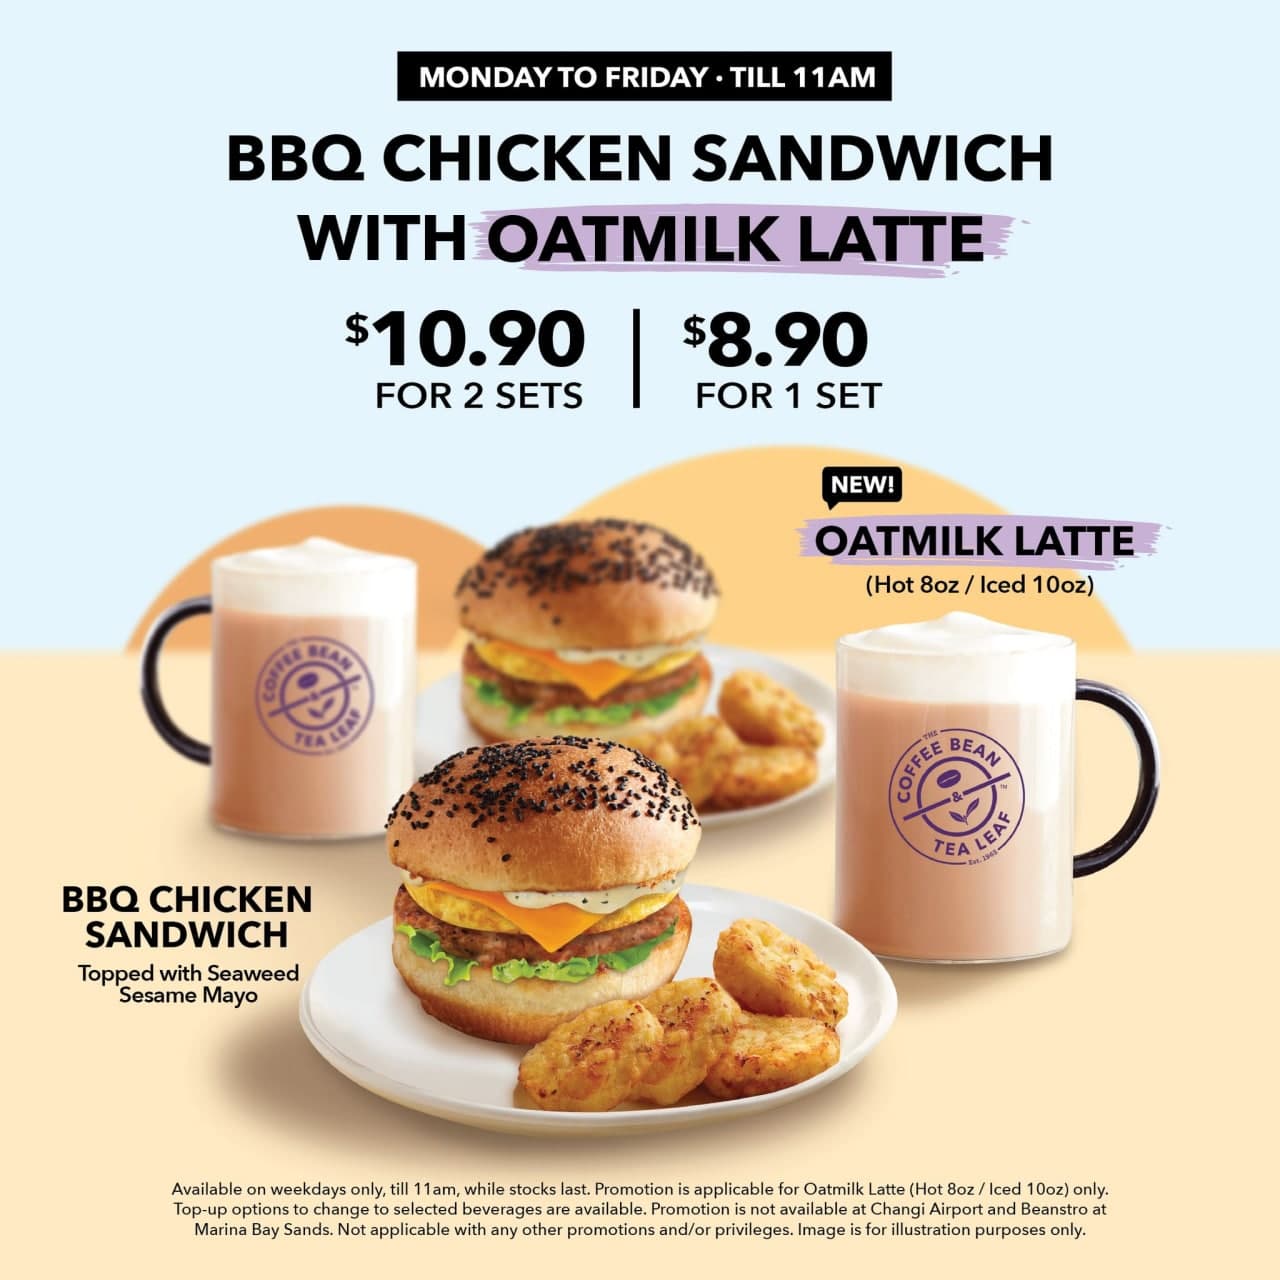 MONDAY TO FRIDAY · TILL 11AM
BBQ CHICKEN SANDWICH
WITH OATMILK LATTE
$10.90
FOR 2 SETS
$8.90
FOR 1 SET
NEW!
OATMILK LATTE
(Hot 8oz / Iced 10oz)
COFFEE BEAN
&
TEA LEAF
THE
COFFEE BEAN
&
TEA LEAF
™
Est. 1963
BBQ CHICKEN
SANDWICH
Topped with Seaweed
Sesame Mayo
Available on weekdays only, till 11am, while stocks last. Promotion is applicable for Oatmilk Latte (Hot 8oz / Iced 10oz) only.
Top-up options to change to selected beverages are available. Promotion is not available at Changi Airport and Beanstro at
Marina Bay Sands. Not applicable with any other promotions and/or privileges. Image is for illustration purposes only.